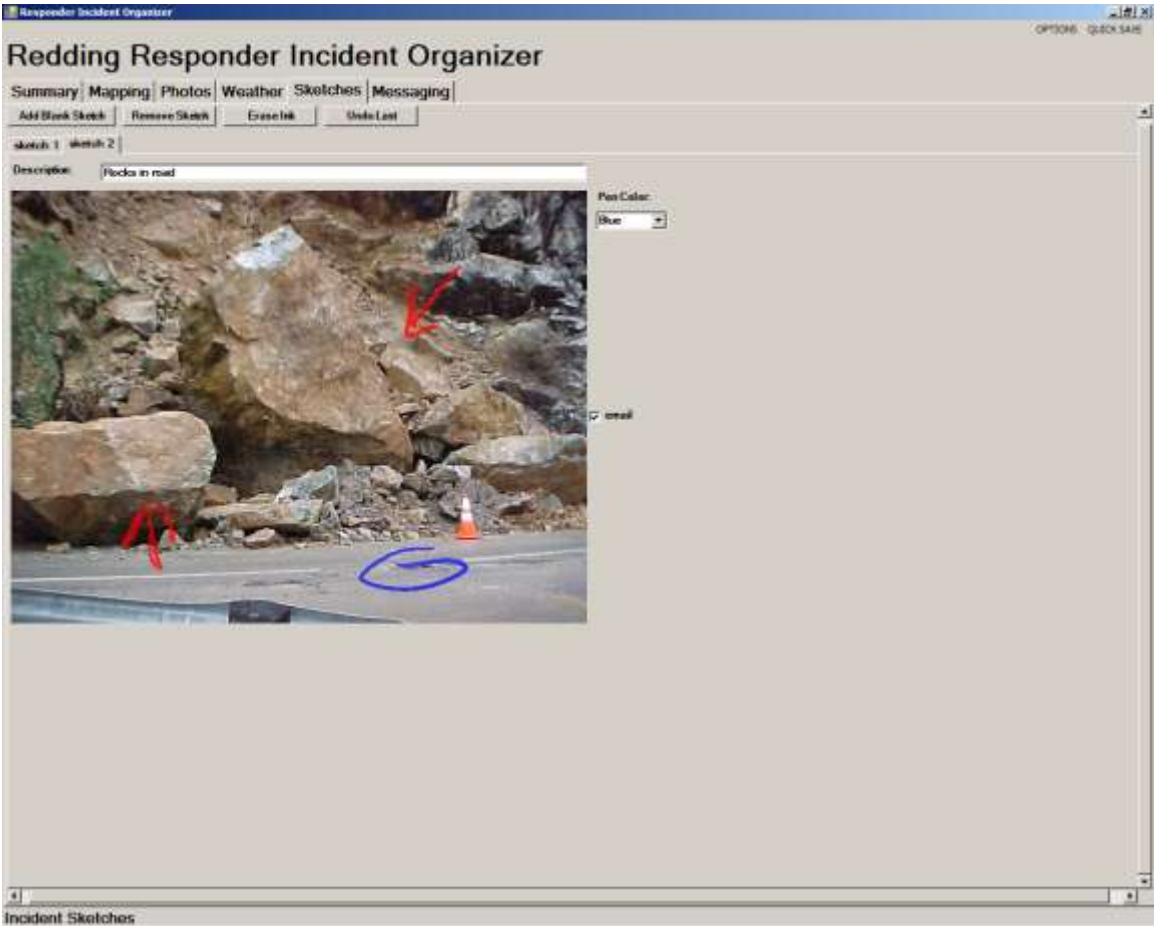 Responder Incident Organizer
OPTIONS QUICK SAVE
Redding Responder Incident Organizer
Summary Mapping Photos Weather Sketches Messaging
Add Blank Sketch Remove Sketch Erase Ink Undo Last
sketch 1 sketch 2
Description: Rocks in road
Pen Color:
Blue
email
Incident Sketches